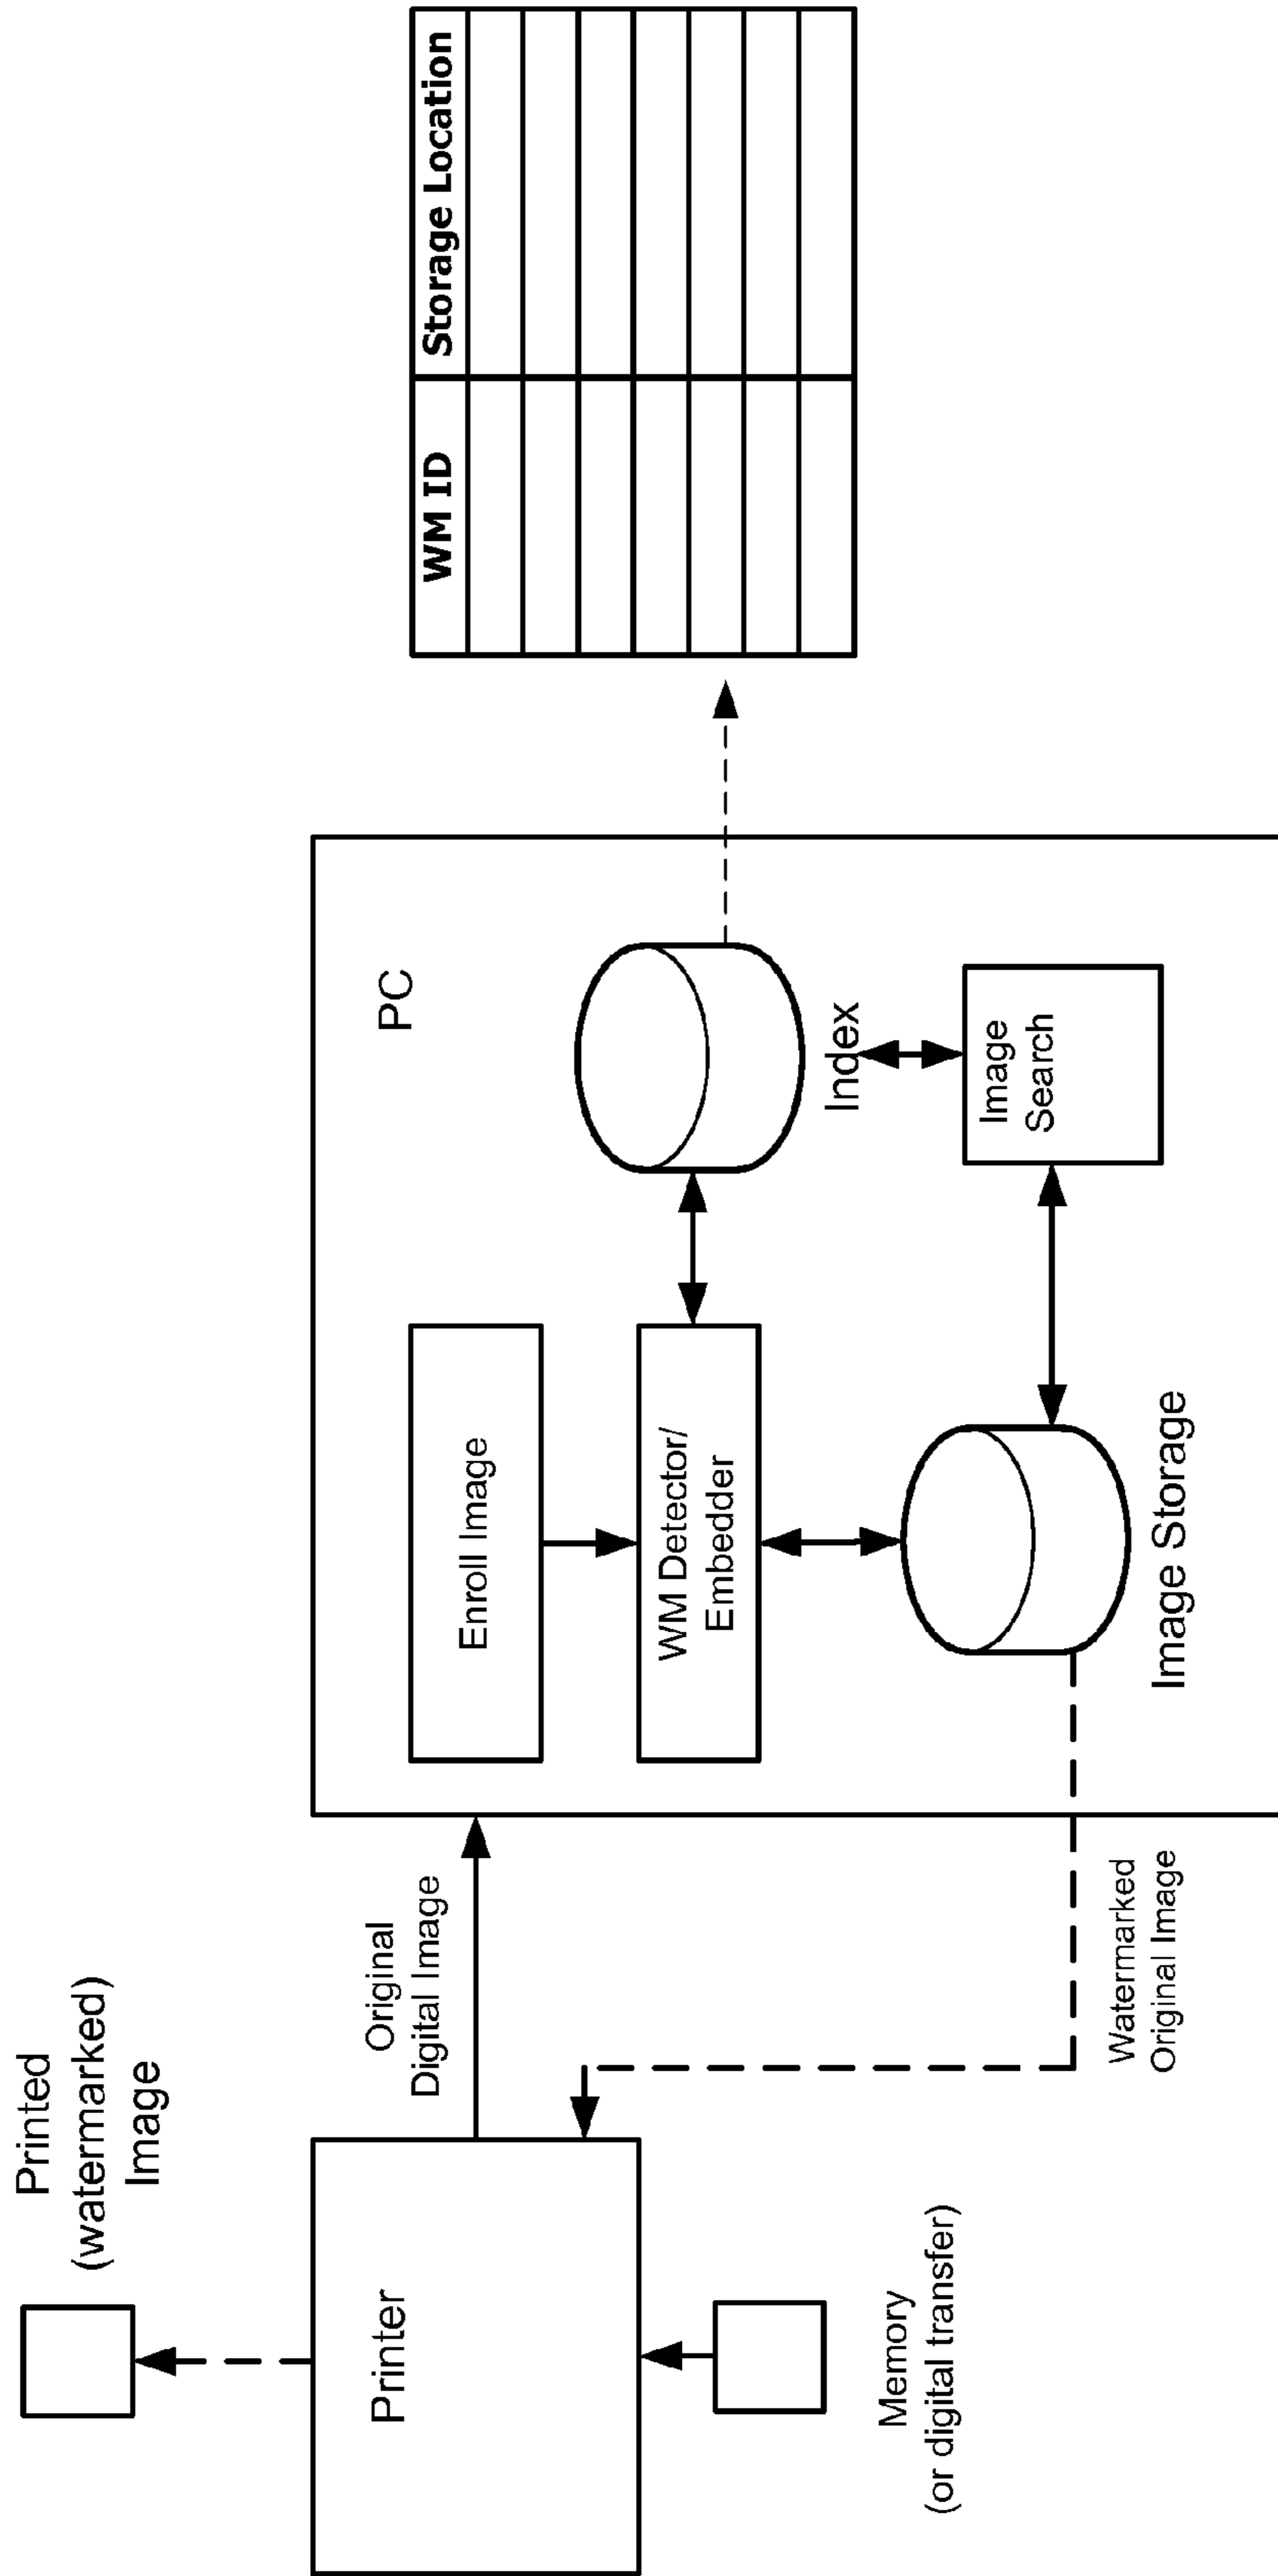 Printed
(watermarked)
Image
Printer
Memory
(or digital transfer)
Original
Digital Image
Watermarked
Original Image
PC
Enroll Image
WM Detector/
Embedder
Index
Image
Search
Image Storage
WM ID Storage Location